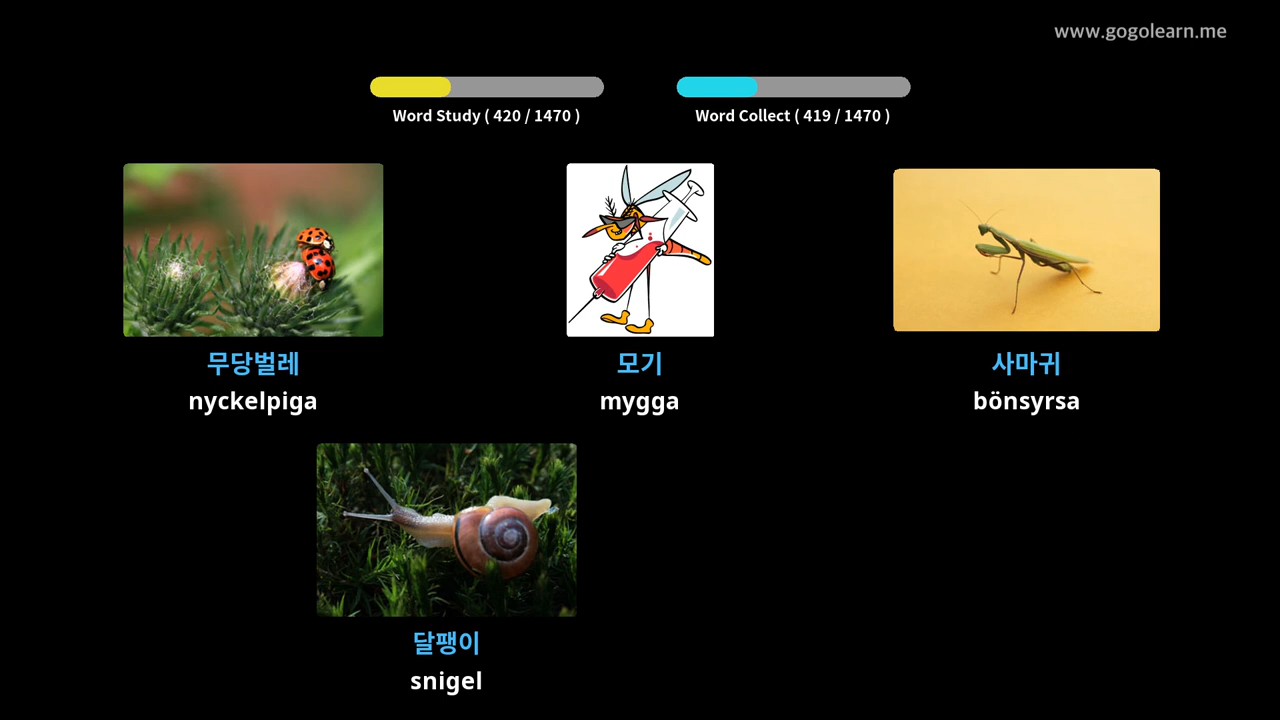 www.gogolearn.me
Word Study ( 420 / 1470 )
Word Collect ( 419 / 1470 )
무당벌레
nyckelpiga
모기
mygga
사마귀
bönsyrsa
달팽이
snigel